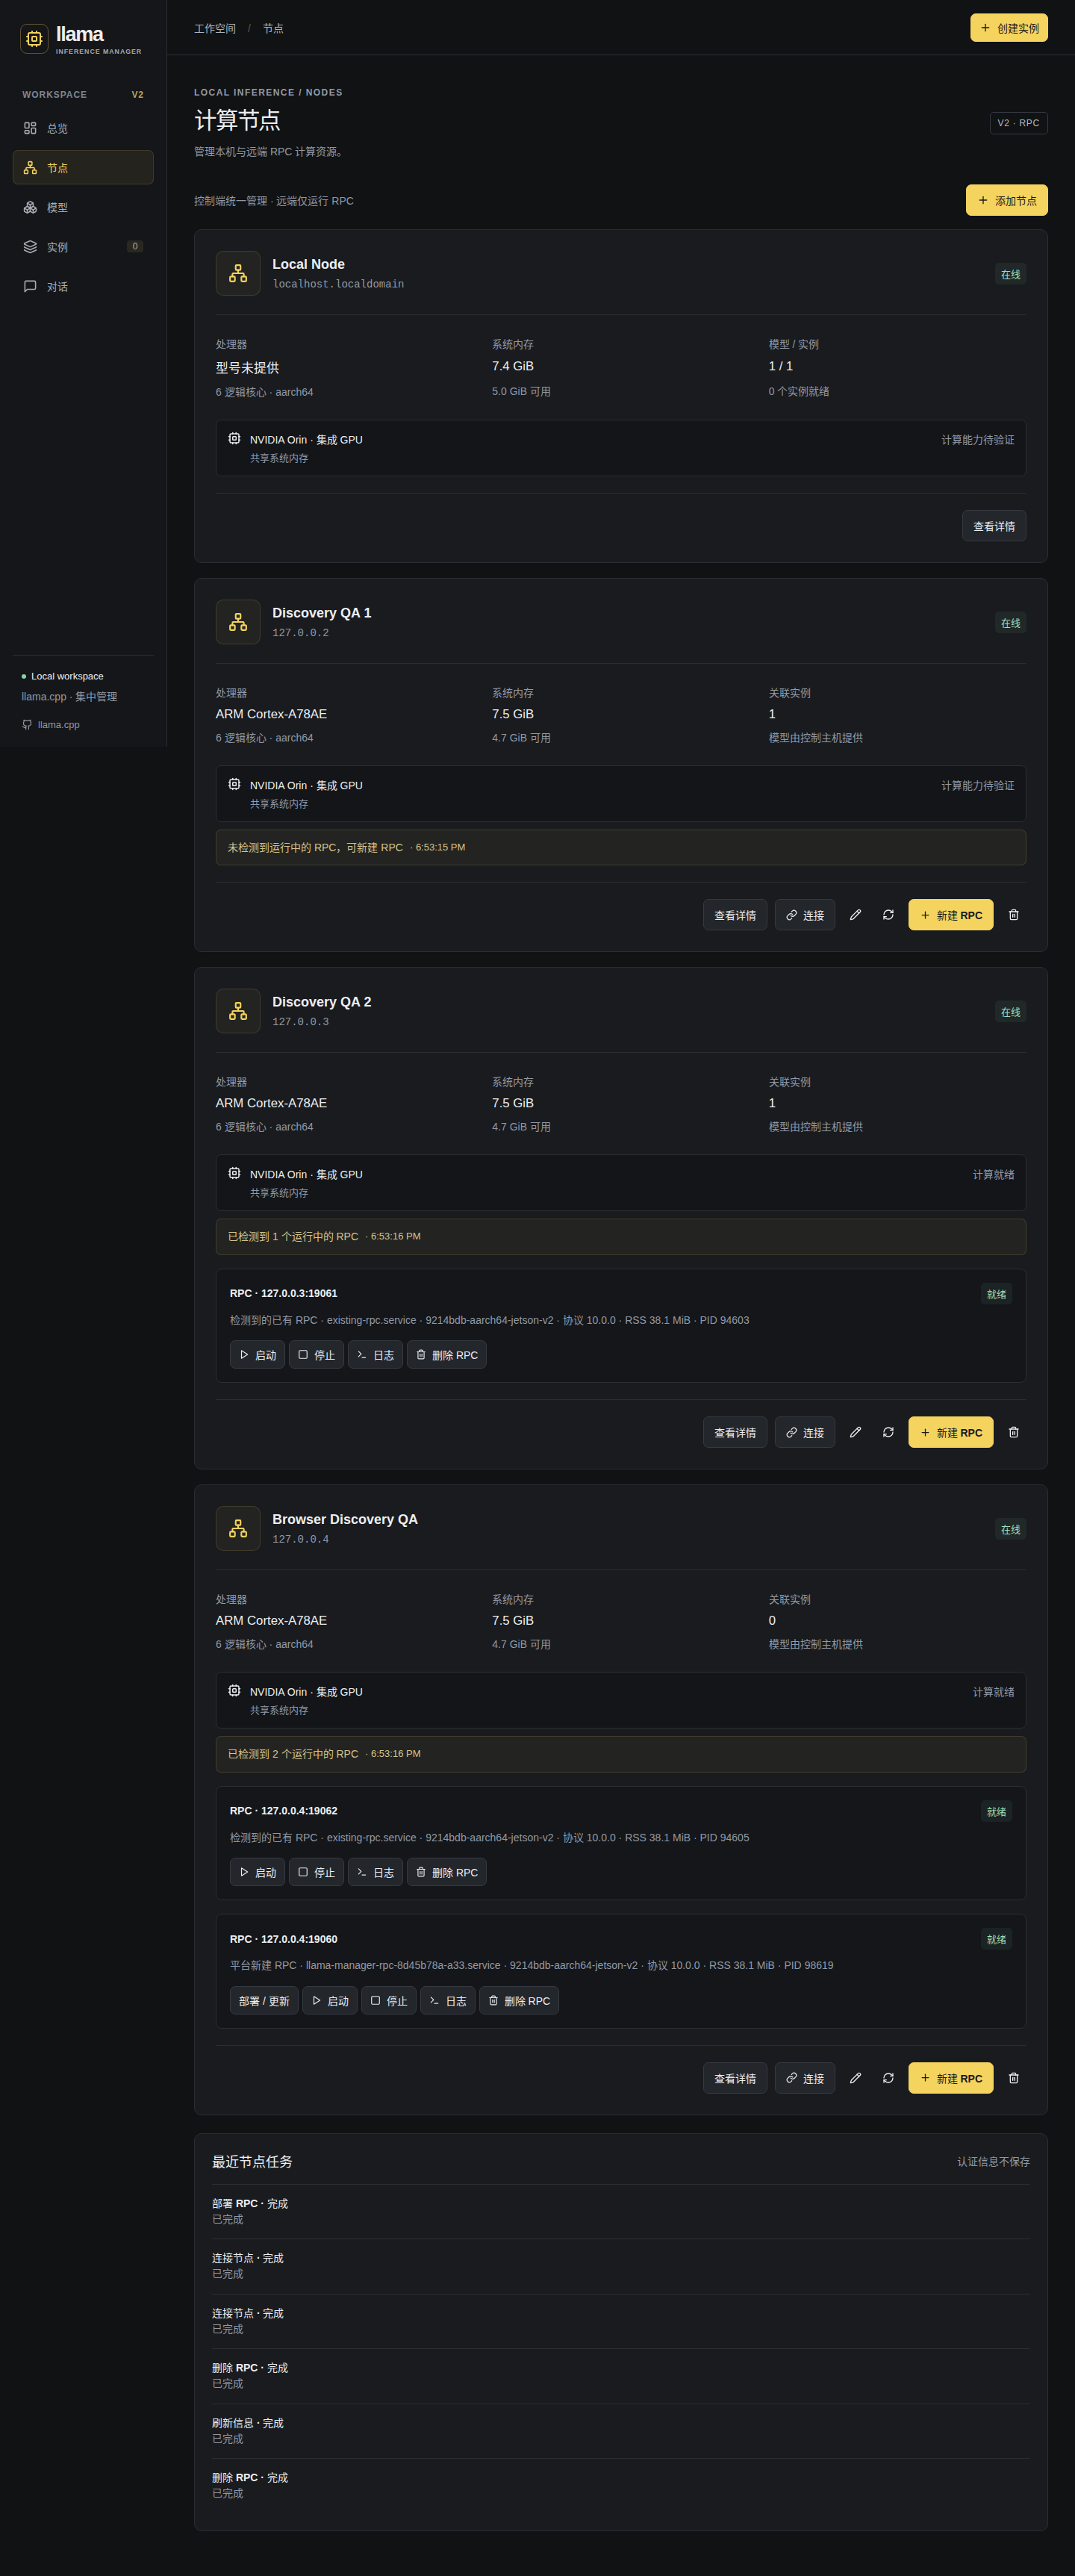 llama
INFERENCE MANAGER
WORKSPACE V2
总览
节点
模型
实例 0
对话
Local workspace
llama.cpp · 集中管理
llama.cpp
工作空间 / 节点
创建实例
LOCAL INFERENCE / NODES
计算节点
V2 · RPC
管理本机与远端 RPC 计算资源。
控制端统一管理 · 远端仅运行 RPC
添加节点
Local Node
localhost.localdomain
在线
处理器 系统内存 模型 / 实例
型号未提供 7.4 GiB 1 / 1
6 逻辑核心 · aarch64 5.0 GiB 可用 0 个实例就绪
NVIDIA Orin · 集成 GPU 计算能力待验证
共享系统内存
查看详情
Discovery QA 1
127.0.0.2
在线
处理器 系统内存 关联实例
ARM Cortex-A78AE 7.5 GiB 1
6 逻辑核心 · aarch64 4.7 GiB 可用 模型由控制主机提供
NVIDIA Orin · 集成 GPU 计算能力待验证
共享系统内存
未检测到运行中的 RPC，可新建 RPC · 6:53:15 PM
查看详情 连接 新建 RPC
Discovery QA 2
127.0.0.3
在线
处理器 系统内存 关联实例
ARM Cortex-A78AE 7.5 GiB 1
6 逻辑核心 · aarch64 4.7 GiB 可用 模型由控制主机提供
NVIDIA Orin · 集成 GPU 计算就绪
共享系统内存
已检测到 1 个运行中的 RPC · 6:53:16 PM
RPC · 127.0.0.3:19061 就绪
检测到的已有 RPC · existing-rpc.service · 9214bdb-aarch64-jetson-v2 · 协议 10.0.0 · RSS 38.1 MiB · PID 94603
启动 停止 日志 删除 RPC
查看详情 连接 新建 RPC
Browser Discovery QA
127.0.0.4
在线
处理器 系统内存 关联实例
ARM Cortex-A78AE 7.5 GiB 0
6 逻辑核心 · aarch64 4.7 GiB 可用 模型由控制主机提供
NVIDIA Orin · 集成 GPU 计算就绪
共享系统内存
已检测到 2 个运行中的 RPC · 6:53:16 PM
RPC · 127.0.0.4:19062 就绪
检测到的已有 RPC · existing-rpc.service · 9214bdb-aarch64-jetson-v2 · 协议 10.0.0 · RSS 38.1 MiB · PID 94605
启动 停止 日志 删除 RPC
RPC · 127.0.0.4:19060 就绪
平台新建 RPC · llama-manager-rpc-8d45b78a-a33.service · 9214bdb-aarch64-jetson-v2 · 协议 10.0.0 · RSS 38.1 MiB · PID 98619
部署 / 更新 启动 停止 日志 删除 RPC
查看详情 连接 新建 RPC
最近节点任务 认证信息不保存
部署 RPC · 完成
已完成
连接节点 · 完成
已完成
连接节点 · 完成
已完成
删除 RPC · 完成
已完成
刷新信息 · 完成
已完成
删除 RPC · 完成
已完成